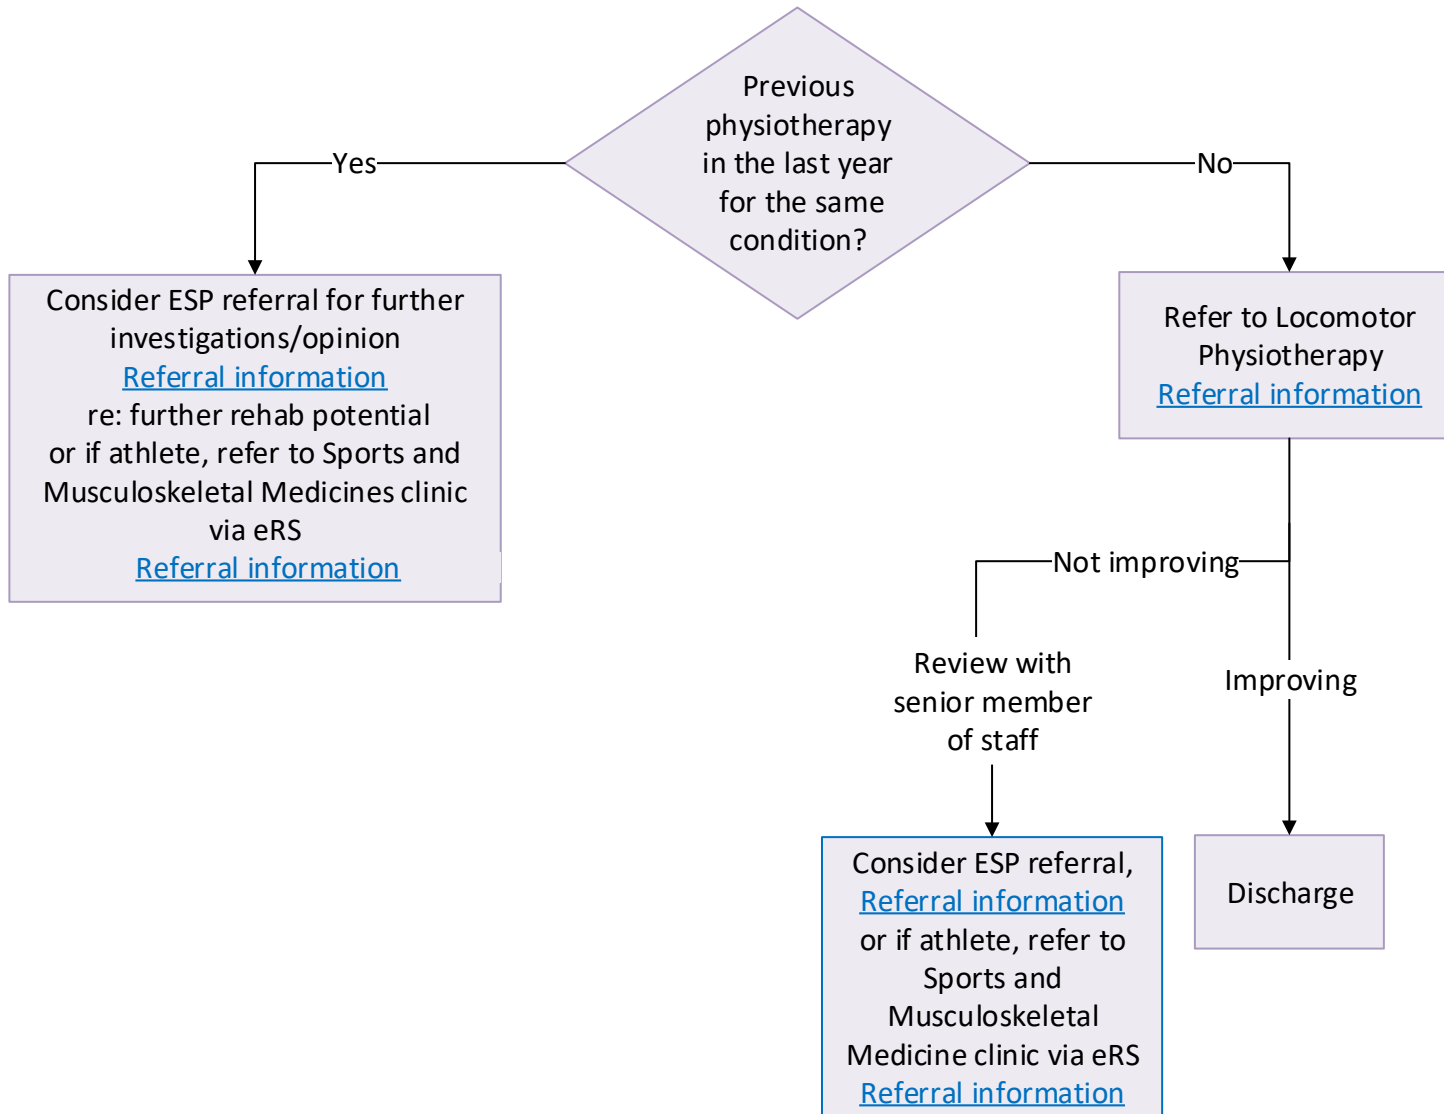 Previous
physiotherapy
in the last year
for the same
condition?
Yes
No
Consider ESP referral for further
investigations/opinion
Referral information
re: further rehab potential
or if athlete, refer to Sports and
Musculoskeletal Medicines clinic
via eRS
Referral information
Refer to Locomotor
Physiotherapy
Referral information
Not improving
Review with
senior member
of staff
Improving
Consider ESP referral,
Referral information
or if athlete, refer to
Sports and
Musculoskeletal
Medicine clinic via eRS
Referral information
Discharge